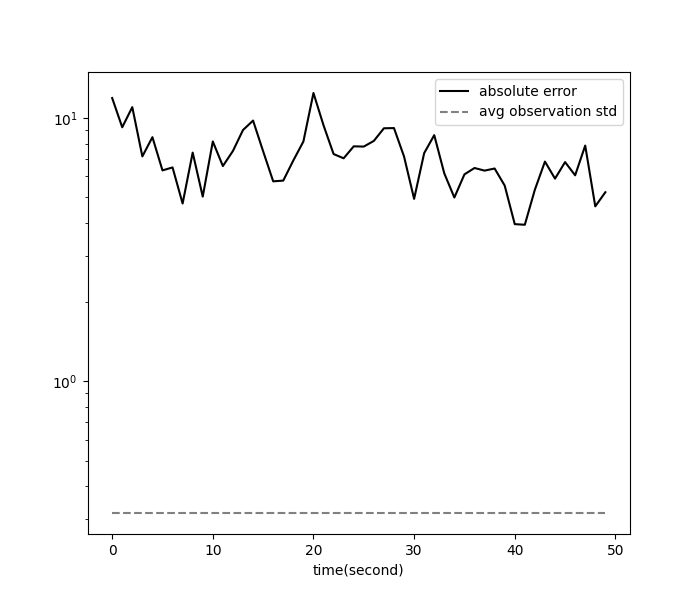 absolute error
avg observation std
10¹
10⁰
0 10 20 30 40 50
time(second)